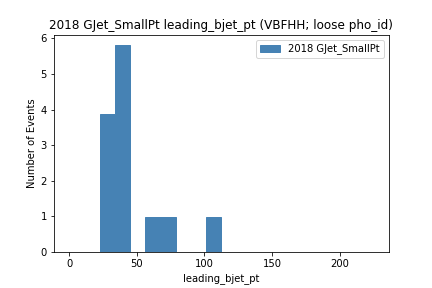 2018 GJet_SmallPt leading_bjet_pt (VBFHH; loose pho_id)
2018 GJet_SmallPt
6
5
4
3
2
1
0
Number of Events
0 50 100 150 200
leading_bjet_pt